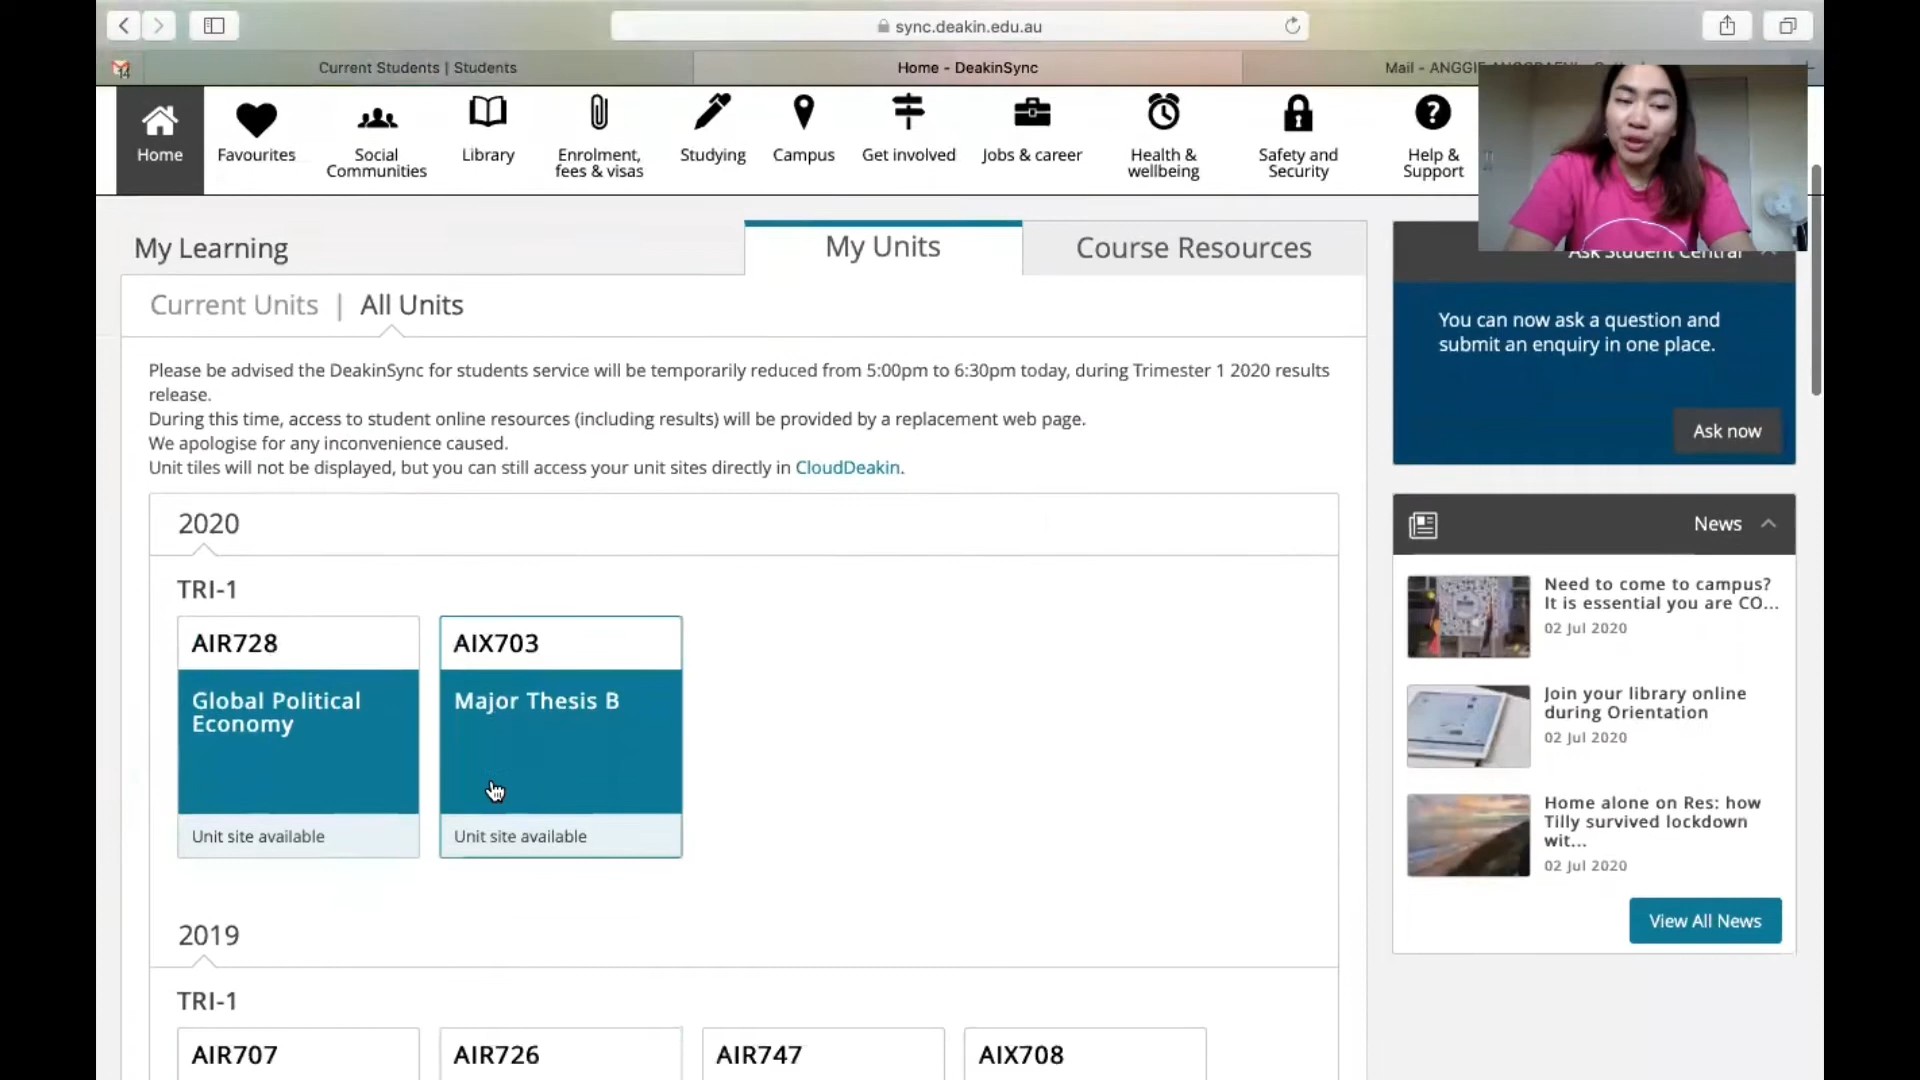 sync.deakin.edu.au
14
Current Students | Students
Home - DeakinSync
Mail - ANGGIE
Home
Favourites
Social
Communities
Library
Enrolment,
fees & visas
Studying
Campus
Get involved
Jobs & career
Health &
wellbeing
Safety and
Security
Help &
Support
My Learning
My Units
Course Resources
Ask Student Central
Current Units | All Units
You can now ask a question and
submit an enquiry in one place.
Ask now
Please be advised the DeakinSync for students service will be temporarily reduced from 5:00pm to 6:30pm today, during Trimester 1 2020 results
release.
During this time, access to student online resources (including results) will be provided by a replacement web page.
We apologise for any inconvenience caused.
Unit tiles will not be displayed, but you can still access your unit sites directly in CloudDeakin.
2020
TRI-1
AIR728
Global Political
Economy
Unit site available
AIX703
Major Thesis B
Unit site available
2019
TRI-1
AIR707
AIR726
AIR747
AIX708
News
Need to come to campus?
It is essential you are CO...
02 Jul 2020
Join your library online
during Orientation
02 Jul 2020
Home alone on Res: how
Tilly survived lockdown
wit...
02 Jul 2020
View All News